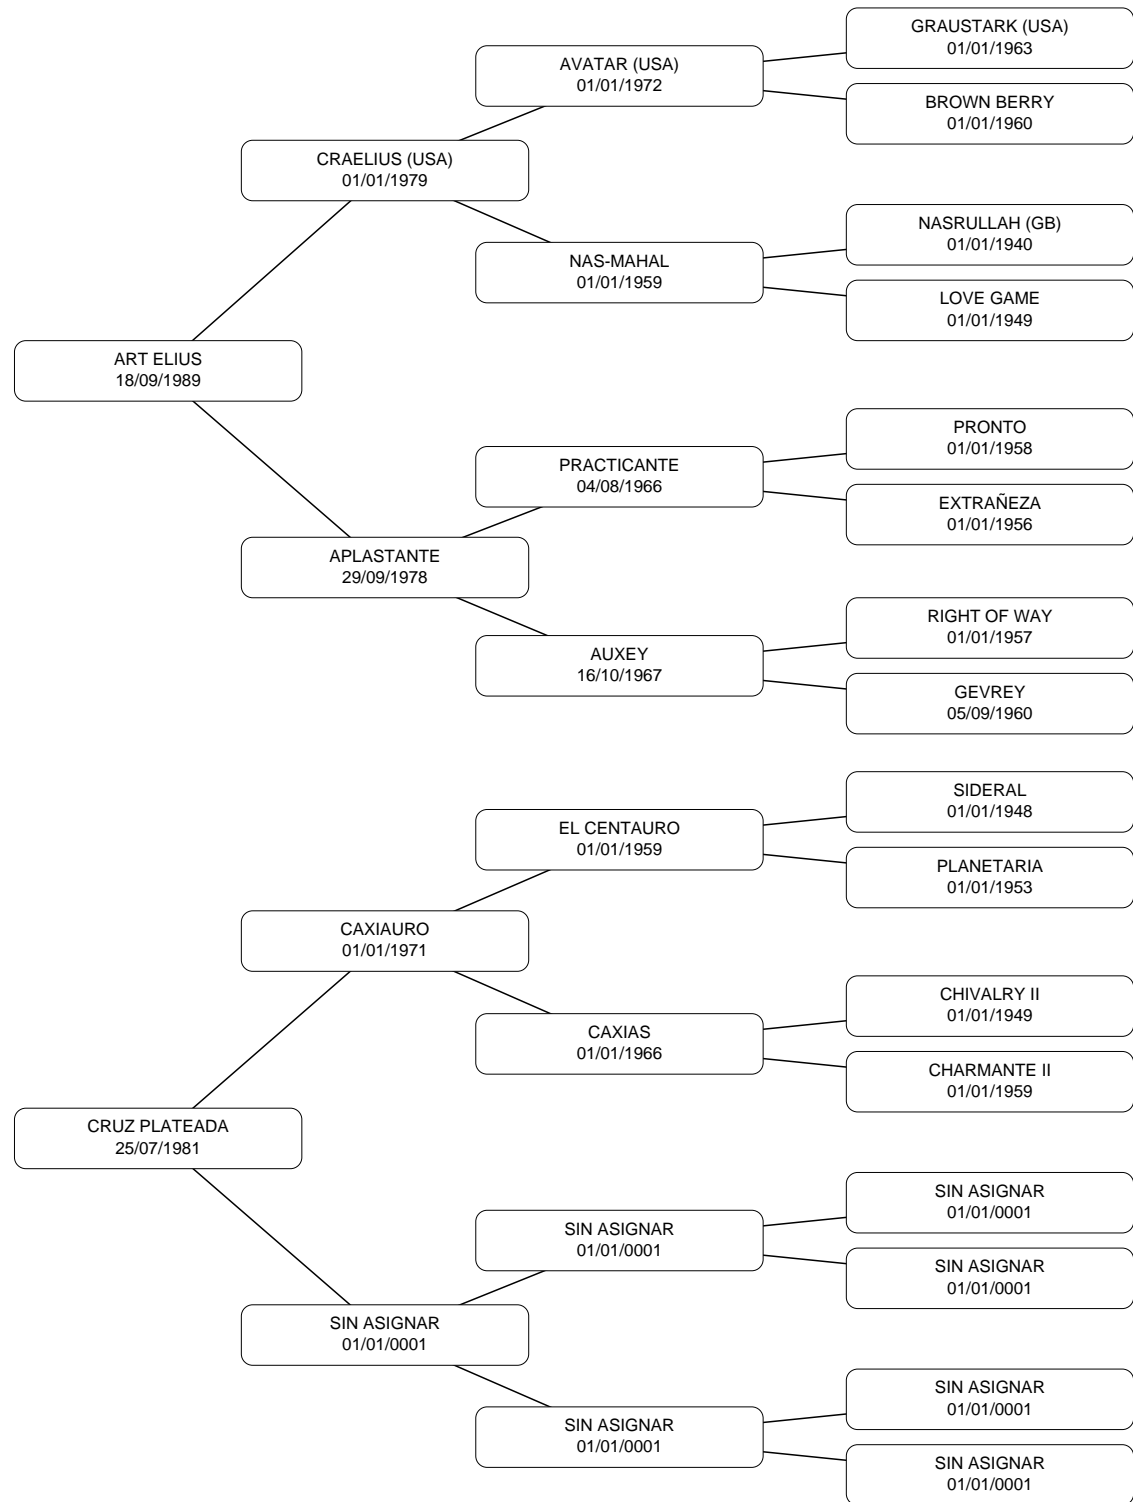 GRAUSTARK (USA)
01/01/1963
AVATAR (USA)
01/01/1972
BROWN BERRY
01/01/1960
CRAELIUS (USA)
01/01/1979
NASRULLAH (GB)
01/01/1940
NAS-MAHAL
01/01/1959
LOVE GAME
01/01/1949
ART ELIUS
18/09/1989
PRONTO
01/01/1958
PRACTICANTE
04/08/1966
EXTRAÑEZA
01/01/1956
APLASTANTE
29/09/1978
RIGHT OF WAY
01/01/1957
AUXEY
16/10/1967
GEVREY
05/09/1960
SIDERAL
01/01/1948
EL CENTAURO
01/01/1959
PLANETARIA
01/01/1953
CAXIAURO
01/01/1971
CHIVALRY II
01/01/1949
CAXIAS
01/01/1966
CHARMANTE II
01/01/1959
CRUZ PLATEADA
25/07/1981
SIN ASIGNAR
01/01/0001
SIN ASIGNAR
01/01/0001
SIN ASIGNAR
01/01/0001
SIN ASIGNAR
01/01/0001
SIN ASIGNAR
01/01/0001
SIN ASIGNAR
01/01/0001
SIN ASIGNAR
01/01/0001